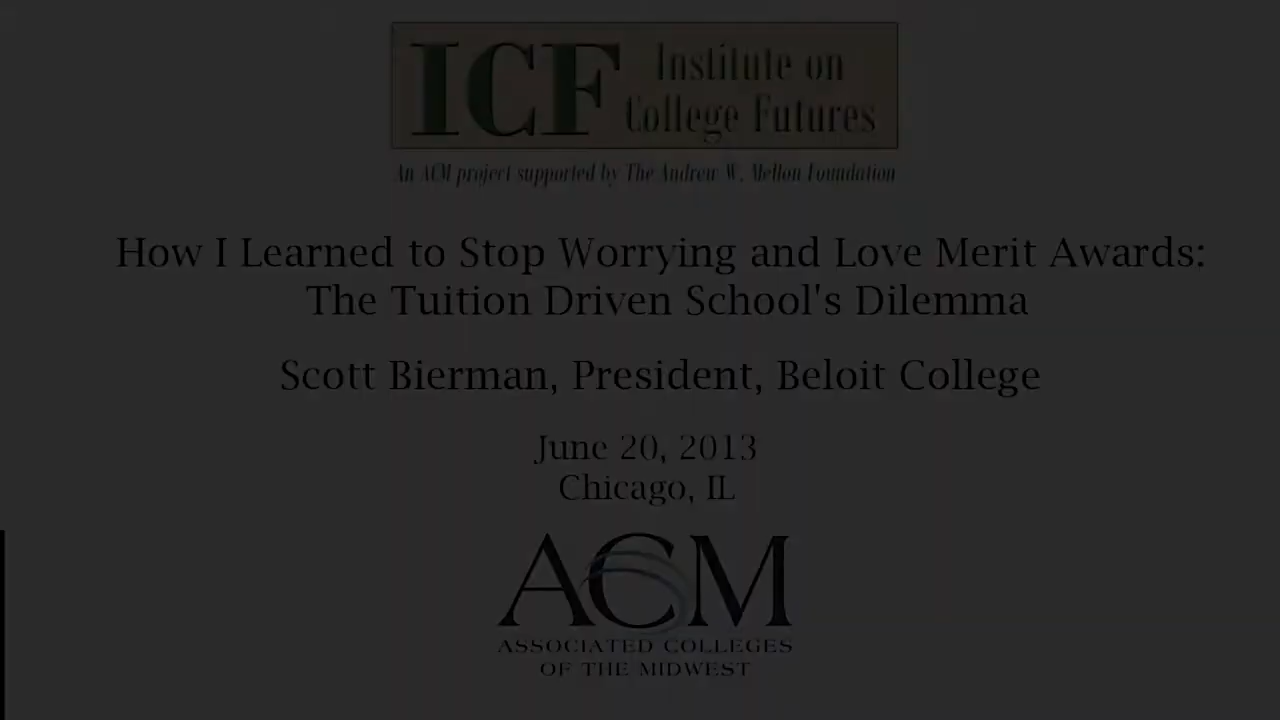 ICF Institute on
College Futures
An ACM project supported by The Andrew W. Mellon Foundation
How I Learned to Stop Worrying and Love Merit Awards:
The Tuition Driven School's Dilemma
Scott Bierman, President, Beloit College
June 20, 2013
Chicago, IL
ACM
ASSOCIATED COLLEGES
OF THE MIDWEST